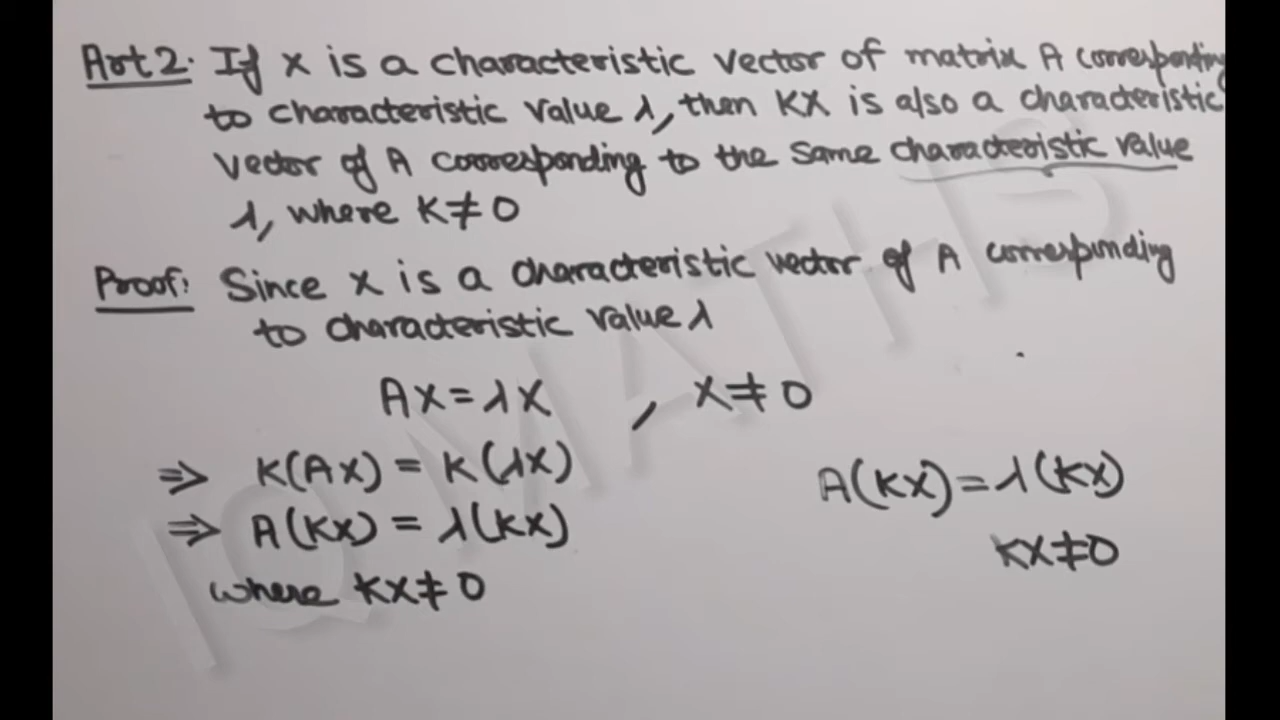 Art 2. If X is a characteristic vector of matrix A corresponding
to characteristic value λ, then KX is also a characteristic
vector of A corresponding to the same characteristic value
λ, where K ≠ 0
Proof: Since X is a characteristic vector of A corresponding
to characteristic value λ
AX = λX , X ≠ 0
⇒ K(AX) = K(λX)
⇒ A(KX) = λ(KX)
where KX ≠ 0
A(KX) = λ(KX)
KX ≠ 0
IQ MATH-P